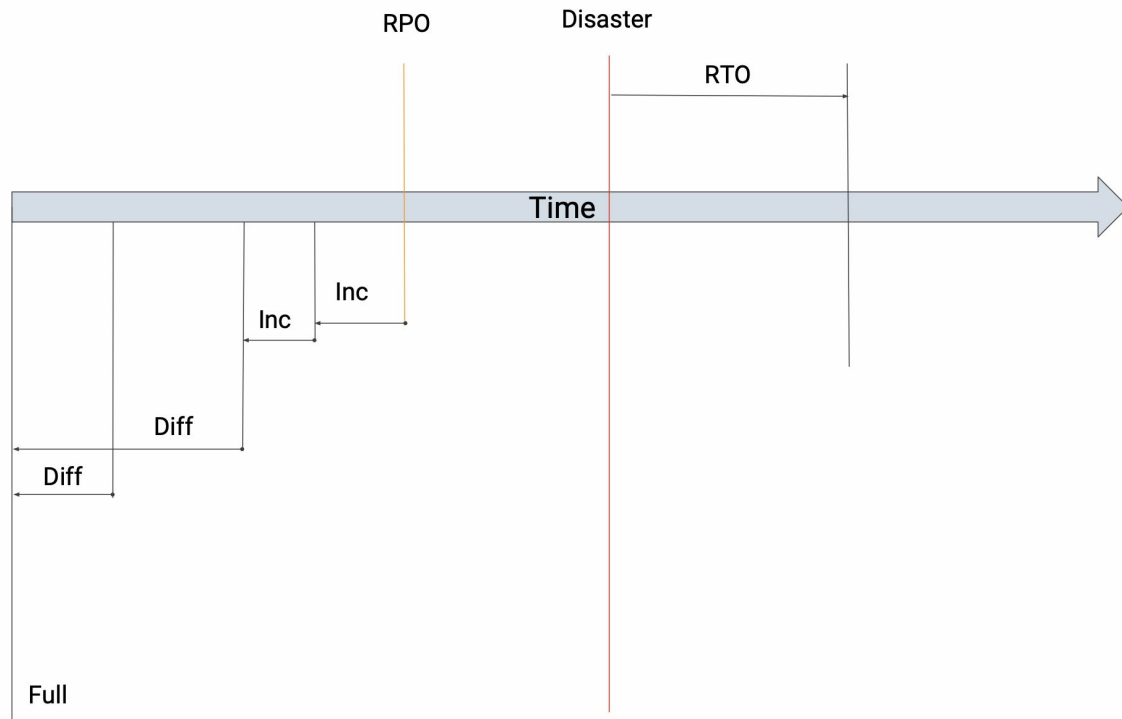 RPO
Disaster
RTO
Time
Inc
Inc
Diff
Diff
Full